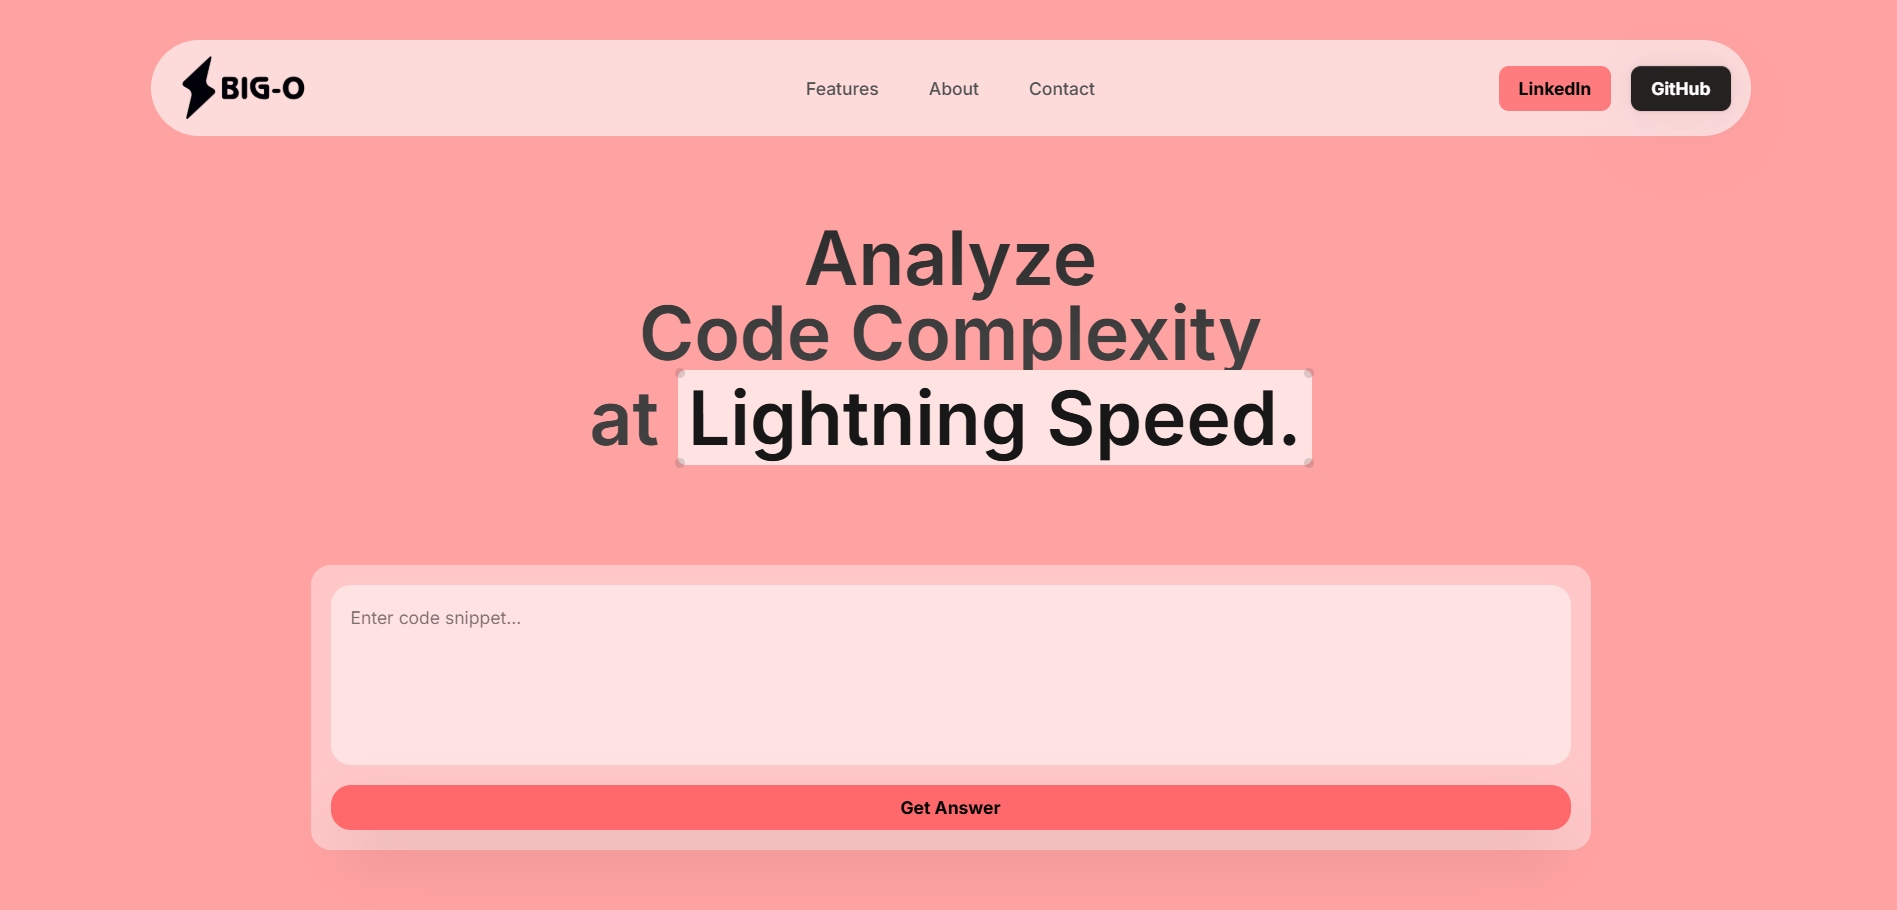 BIG-O
Features
About
Contact
LinkedIn
GitHub
Analyze
Code Complexity
at Lightning Speed.
Enter code snippet...
Get Answer